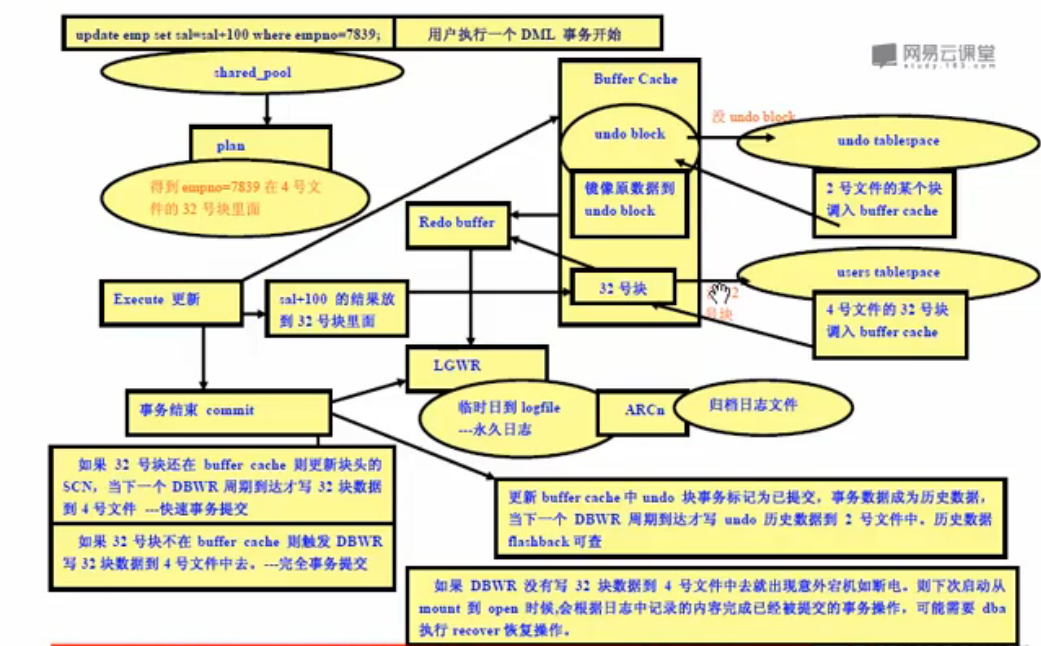 update emp set sal=sal+100 where empno=7839;
用户执行一个 DML 事务开始
网易云课堂
study.163.com
shared_pool
Buffer Cache
没 undo block
undo block
undo tablespace
plan
得到 empno=7839 在 4 号文
件的 32 号块里面
镜像原数据到
undo block
2 号文件的某个块
调入 buffer cache
Redo buffer
users tablespace
Execute 更新
sal+100 的结果放
到 32 号块里面
32 号块
2
号块
4 号文件的 32 号块
调入 buffer cache
LGWR
事务结束 commit
临时日到 logfile
---永久日志
ARCn
归档日志文件
如果 32 号块还在 buffer cache 则更新块头的
SCN，当下一个 DBWR 周期到达才写 32 块数据
到 4 号文件 ---快速事务提交
更新 buffer cache 中 undo 块事务标记为已提交，事务数据成为历史数据，
当下一个 DBWR 周期到达才写 undo 历史数据到 2 号文件中。历史数据
flashback 可查
如果 32 号块不在 buffer cache 则触发 DBWR
写 32 块数据到 4 号文件中去。---完全事务提交
如果 DBWR 没有写 32 块数据到 4 号文件中去就出现意外宕机如断电。则下次启动从
mount 到 open 时候,会根据日志中记录的内容完成已经被提交的事务操作，可能需要 dba
执行 recover 恢复操作。